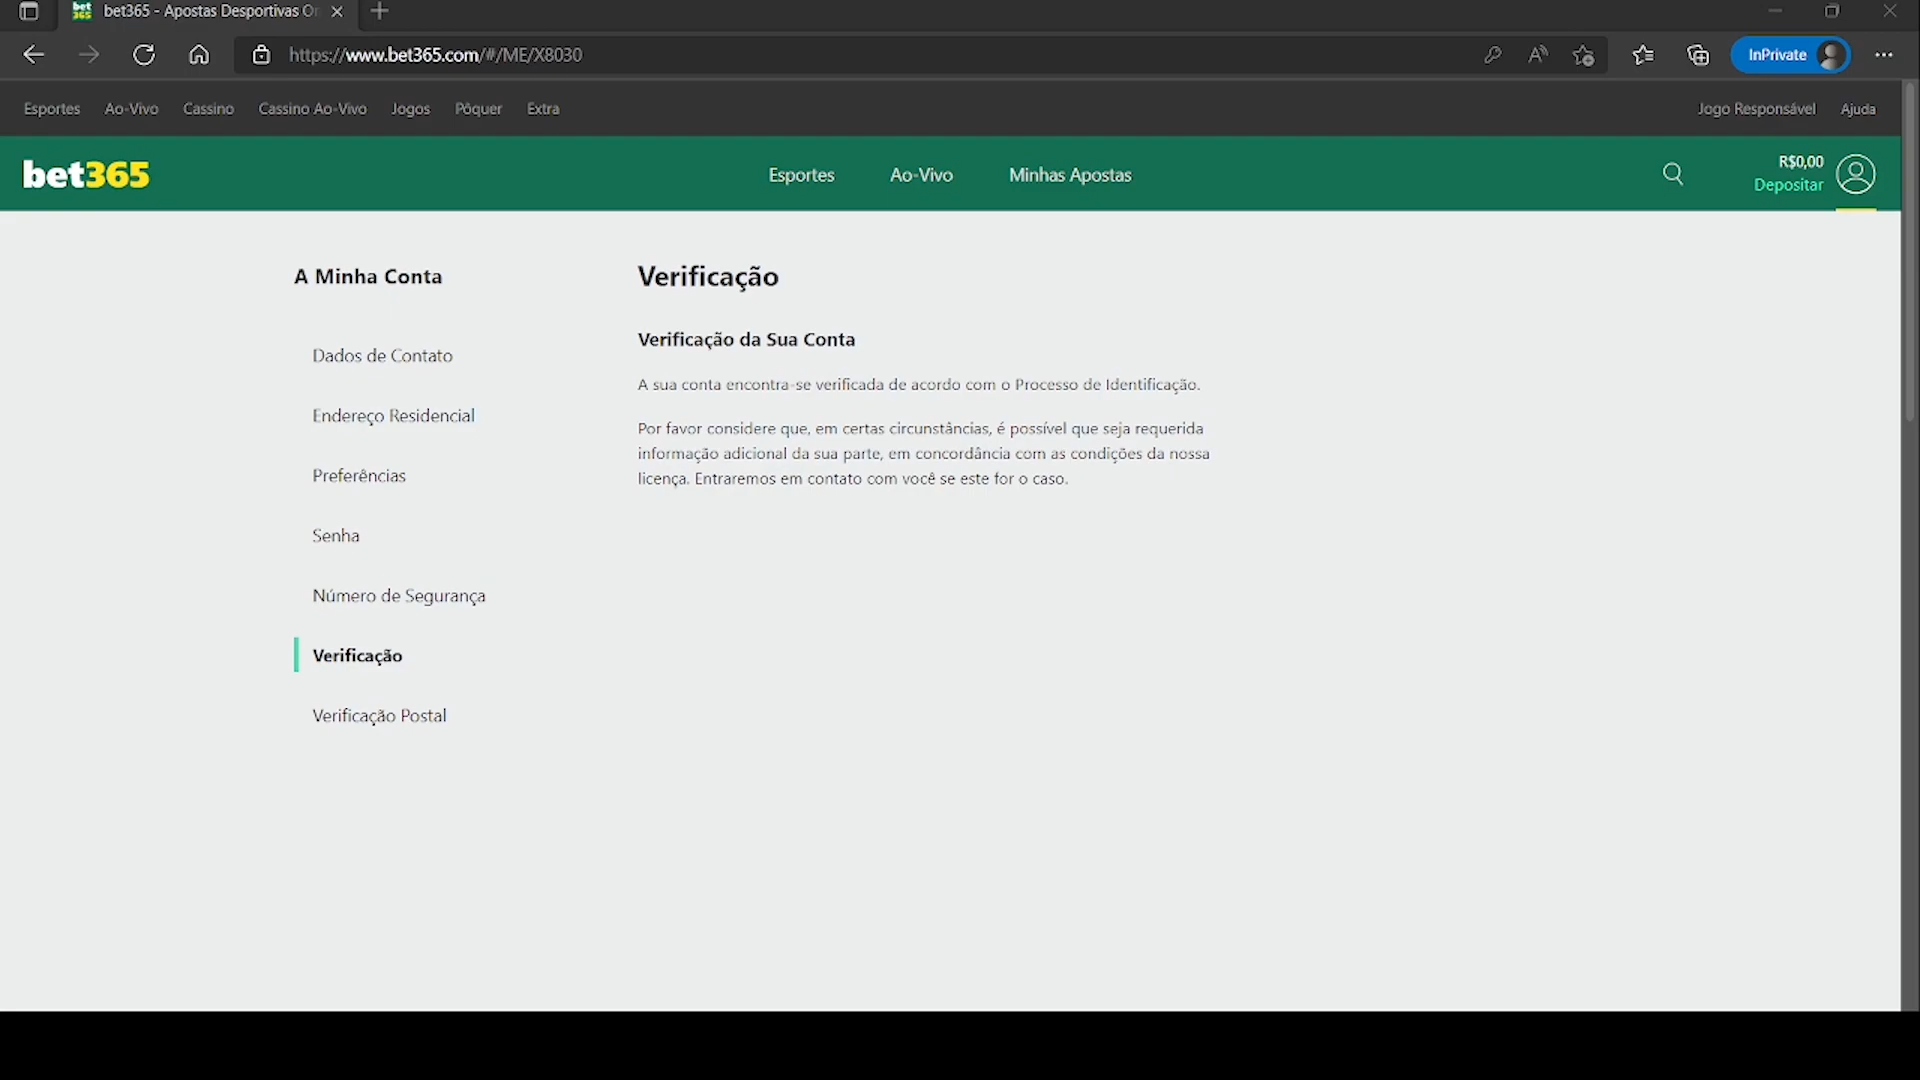 bet365 - Apostas Desportivas O
https://www.bet365.com/#/ME/X8030
InPrivate
Esportes Ao-Vivo Cassino Cassino Ao-Vivo Jogos Pôquer Extra Jogo Responsável Ajuda
bet365 Esportes Ao-Vivo Minhas Apostas R$0,00
Depositar
A Minha Conta
Dados de Contato
Endereço Residencial
Preferências
Senha
Número de Segurança
Verificação
Verificação Postal
Verificação
Verificação da Sua Conta
A sua conta encontra-se verificada de acordo com o Processo de Identificação.
Por favor considere que, em certas circunstâncias, é possível que seja requerida
informação adicional da sua parte, em concordância com as condições da nossa
licença. Entraremos em contato com você se este for o caso.